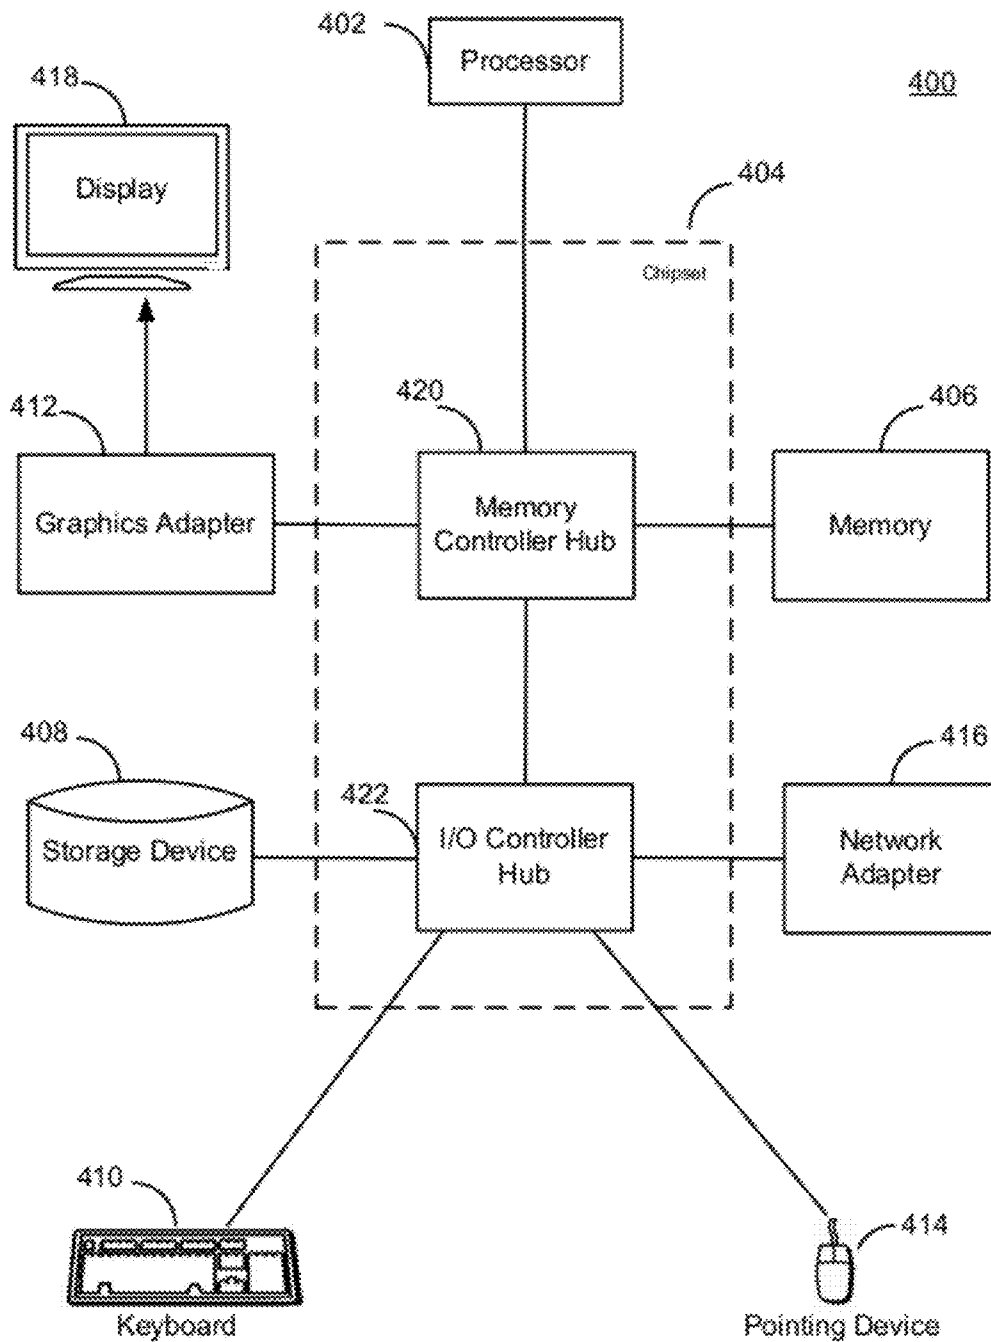 402
Processor
400
418
Display
404
Chipset
412
420
406
Graphics Adapter
Memory
Controller Hub
Memory
408
422
416
Storage Device
I/O Controller
Hub
Network
Adapter
410
414
Keyboard
Pointing Device